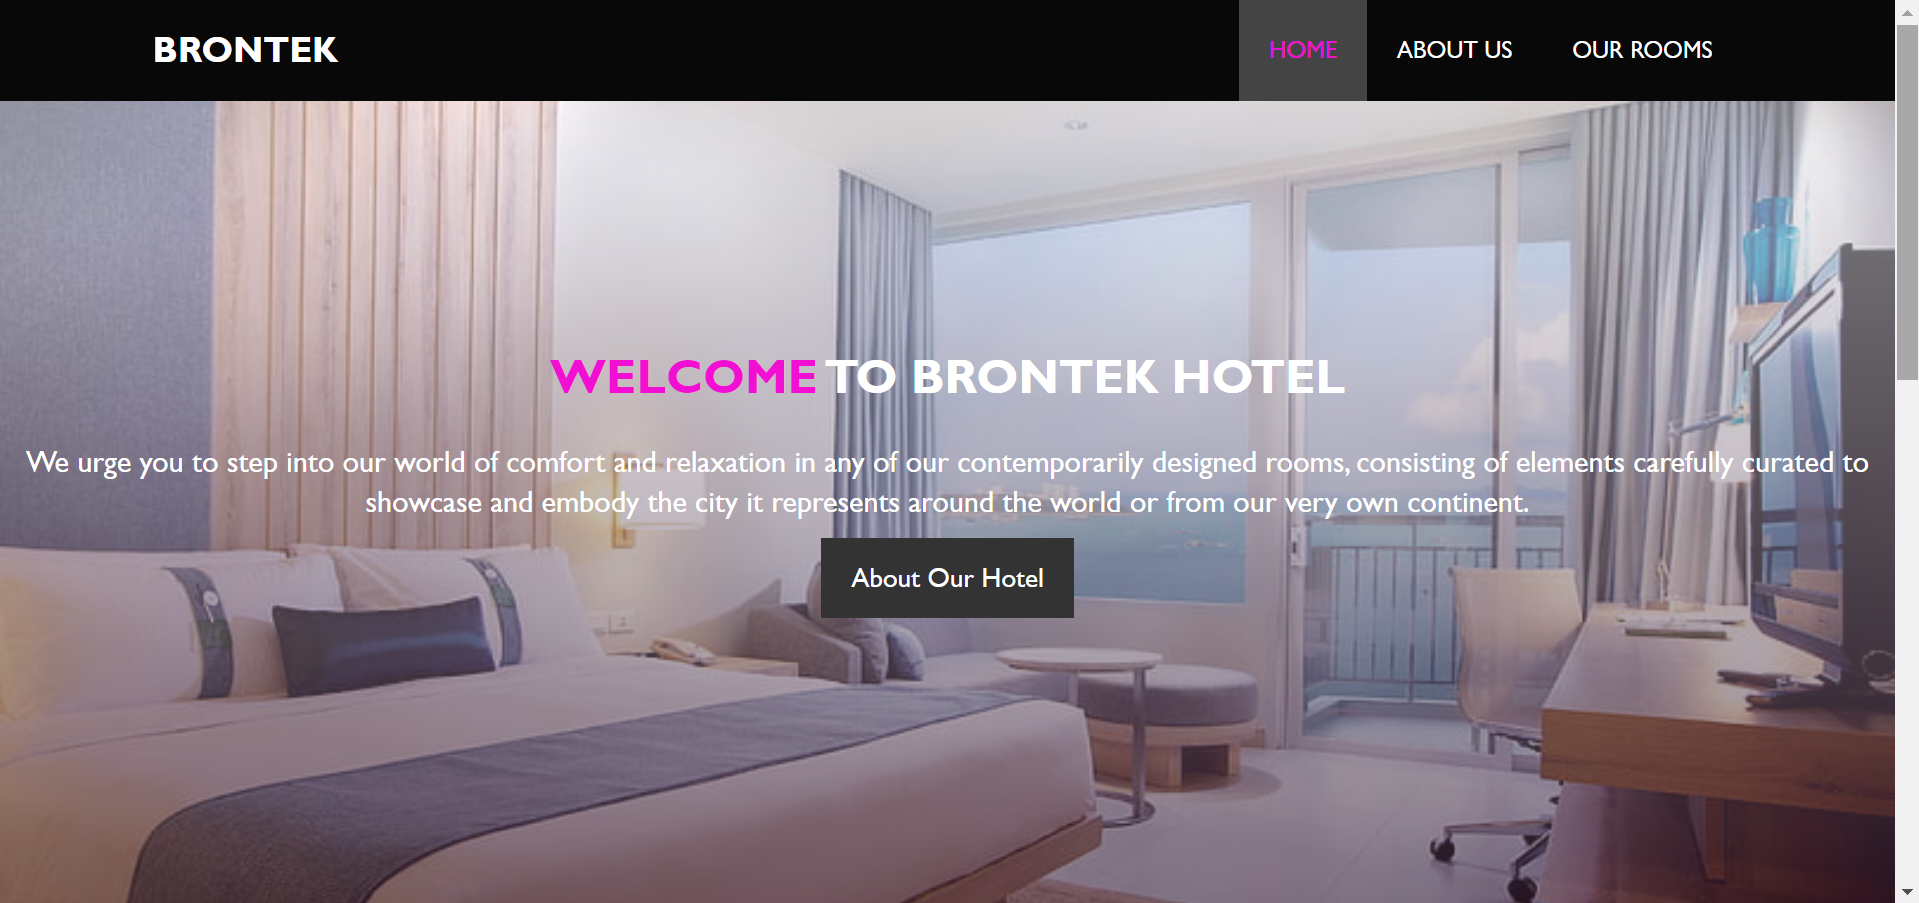 BRONTEK
HOME
ABOUT US
OUR ROOMS
WELCOME TO BRONTEK HOTEL
We urge you to step into our world of comfort and relaxation in any of our contemporarily designed rooms, consisting of elements carefully curated to
showcase and embody the city it represents around the world or from our very own continent.
About Our Hotel